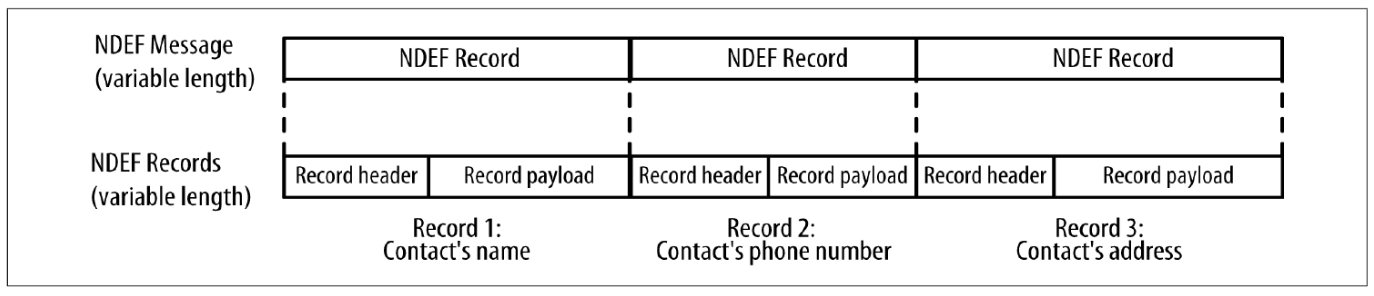 NDEF Message
(variable length)
NDEF Record
NDEF Record
NDEF Record
NDEF Records
(variable length)
Record header
Record payload
Record header
Record payload
Record header
Record payload
Record 1:
Contact's name
Record 2:
Contact's phone number
Record 3:
Contact's address